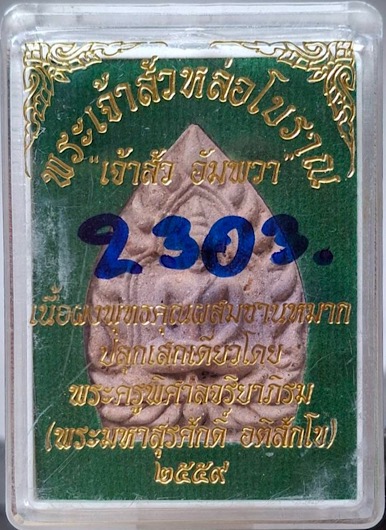 พระเจ้าสัวหล่อโบราณ
"เจ้าสัว อัมพวา"
2303.
เนื้อผงพุทธคุณผสมชานหมาก
ปลุกเสกเดียวโดย
พระครูพิศาลจริยาภิรม
(พระมหาสุรศักดิ์ อติสักโข)
๒๕๕๙